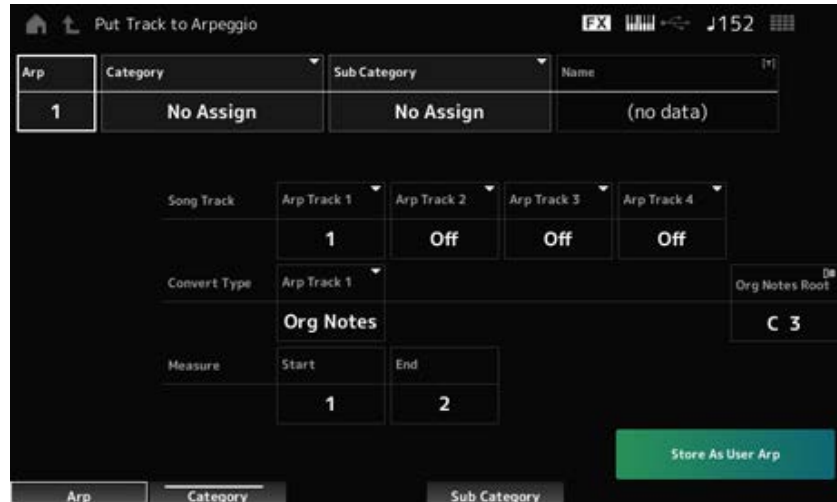 Put Track to Arpeggio FX ♩152
Arp Category Sub Category Name [T]
1 No Assign No Assign (no data)
Song Track Arp Track 1 Arp Track 2 Arp Track 3 Arp Track 4
1 Off Off Off
Convert Type Arp Track 1 Org Notes Root
Org Notes C 3
Measure Start End
1 2
Store As User Arp
Arp Category Sub Category